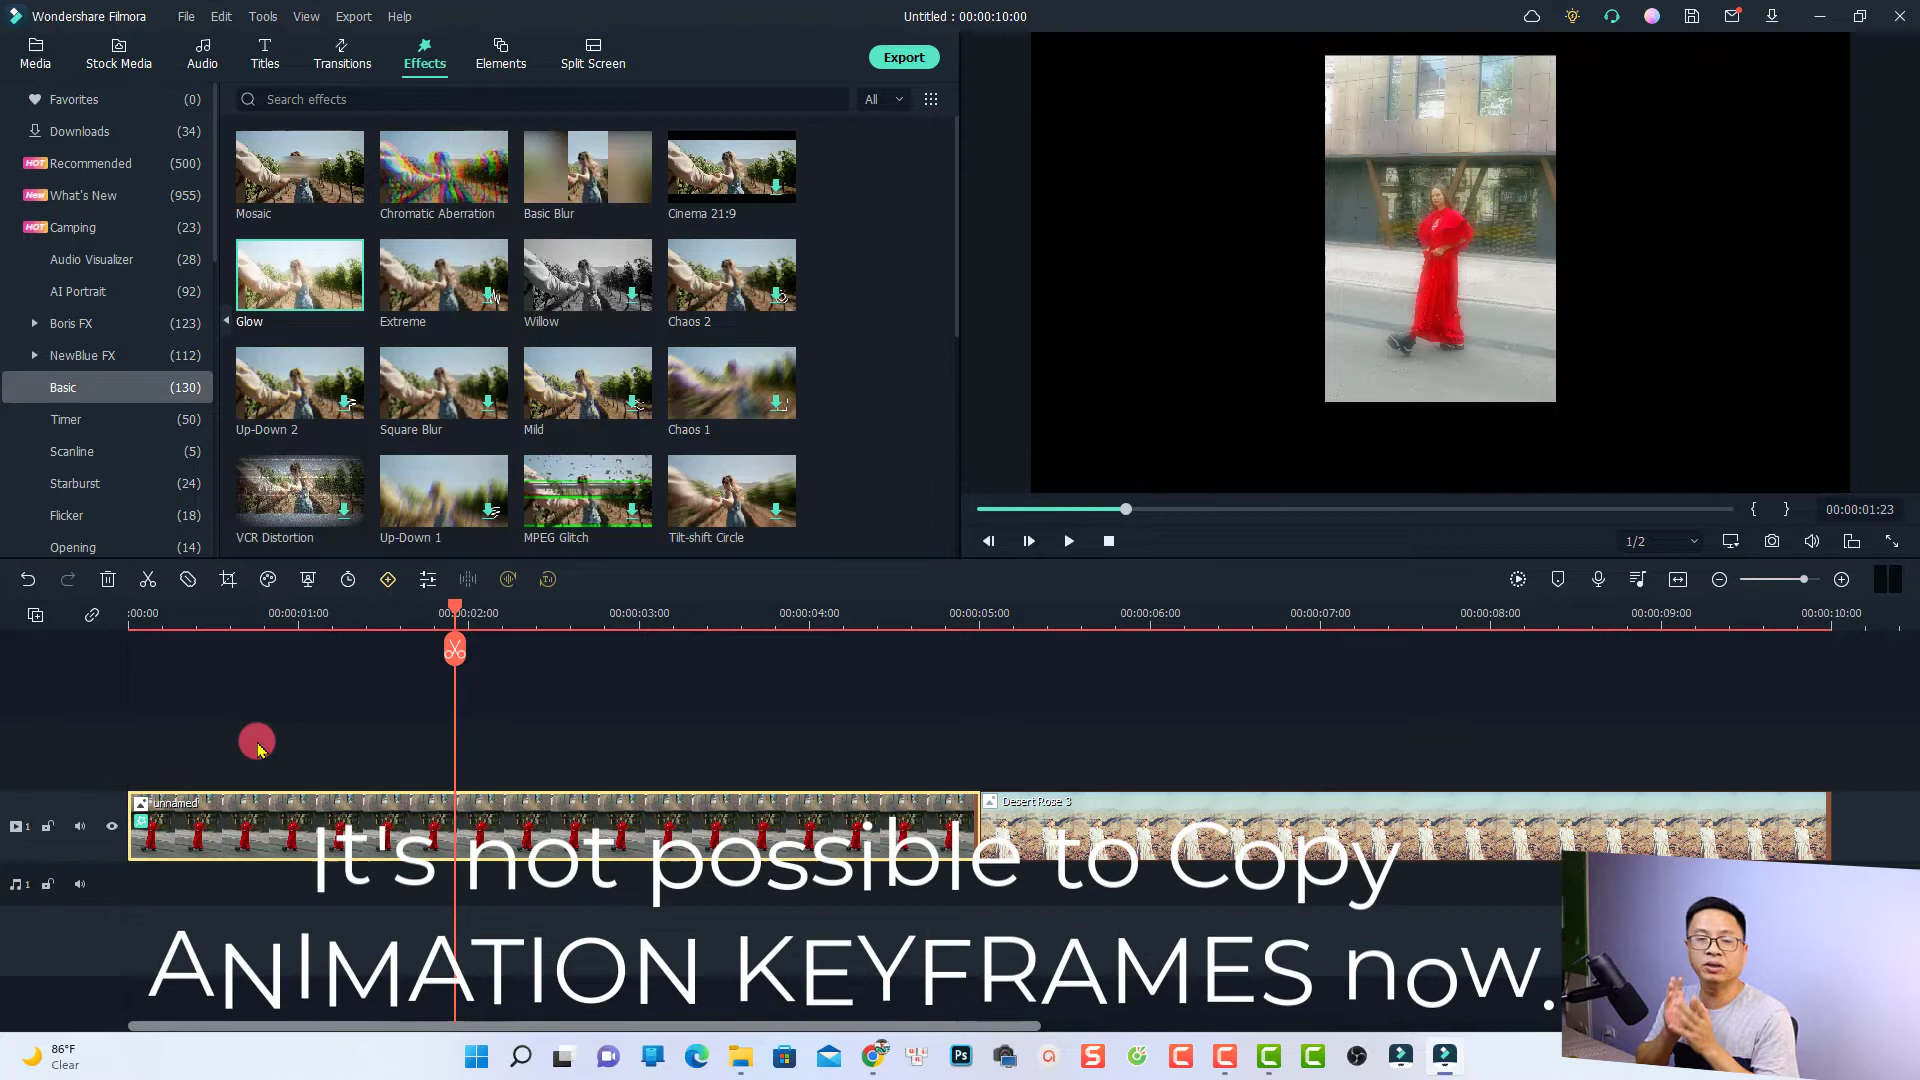 Wondershare Filmora File Edit Tools View Export Help Untitled : 00:00:10:00
Media Stock Media Audio Titles Transitions Effects Elements Split Screen Export
Favorites (0)
Downloads (34)
HOT Recommended (500)
New What's New (955)
HOT Camping (23)
Audio Visualizer (28)
AI Portrait (92)
Boris FX (123)
NewBlue FX (112)
Basic (130)
Timer (50)
Scanline (5)
Starburst (24)
Flicker (18)
Opening (14)
Search effects All
Mosaic Chromatic Aberration Basic Blur Cinema 21:9
Glow Extreme Willow Chaos 2
Up-Down 2 Square Blur Mild Chaos 1
VCR Distortion Up-Down 1 MPEG Glitch Tilt-shift Circle
{ } 00:00:01:23
1/2
:00:00 00:00:01:00 00:00:02:00 00:00:03:00 00:00:04:00 00:00:05:00 00:00:06:00 00:00:07:00 00:00:08:00 00:00:09:00 00:00:10:00
unnamed Desert Rose 3
1
1
It's not possible to Copy
ANIMATION KEYFRAMES now.
86°F
Clear
Ps